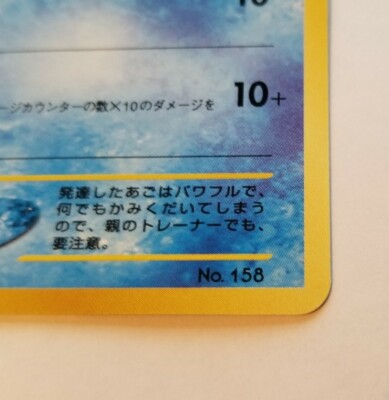 10
ージカウンターの数×10のダメージを 10+
発達したあごはパワフルで、
何でもかみくだいてしまう
ので、親のトレーナーでも、
要注意。
No. 158